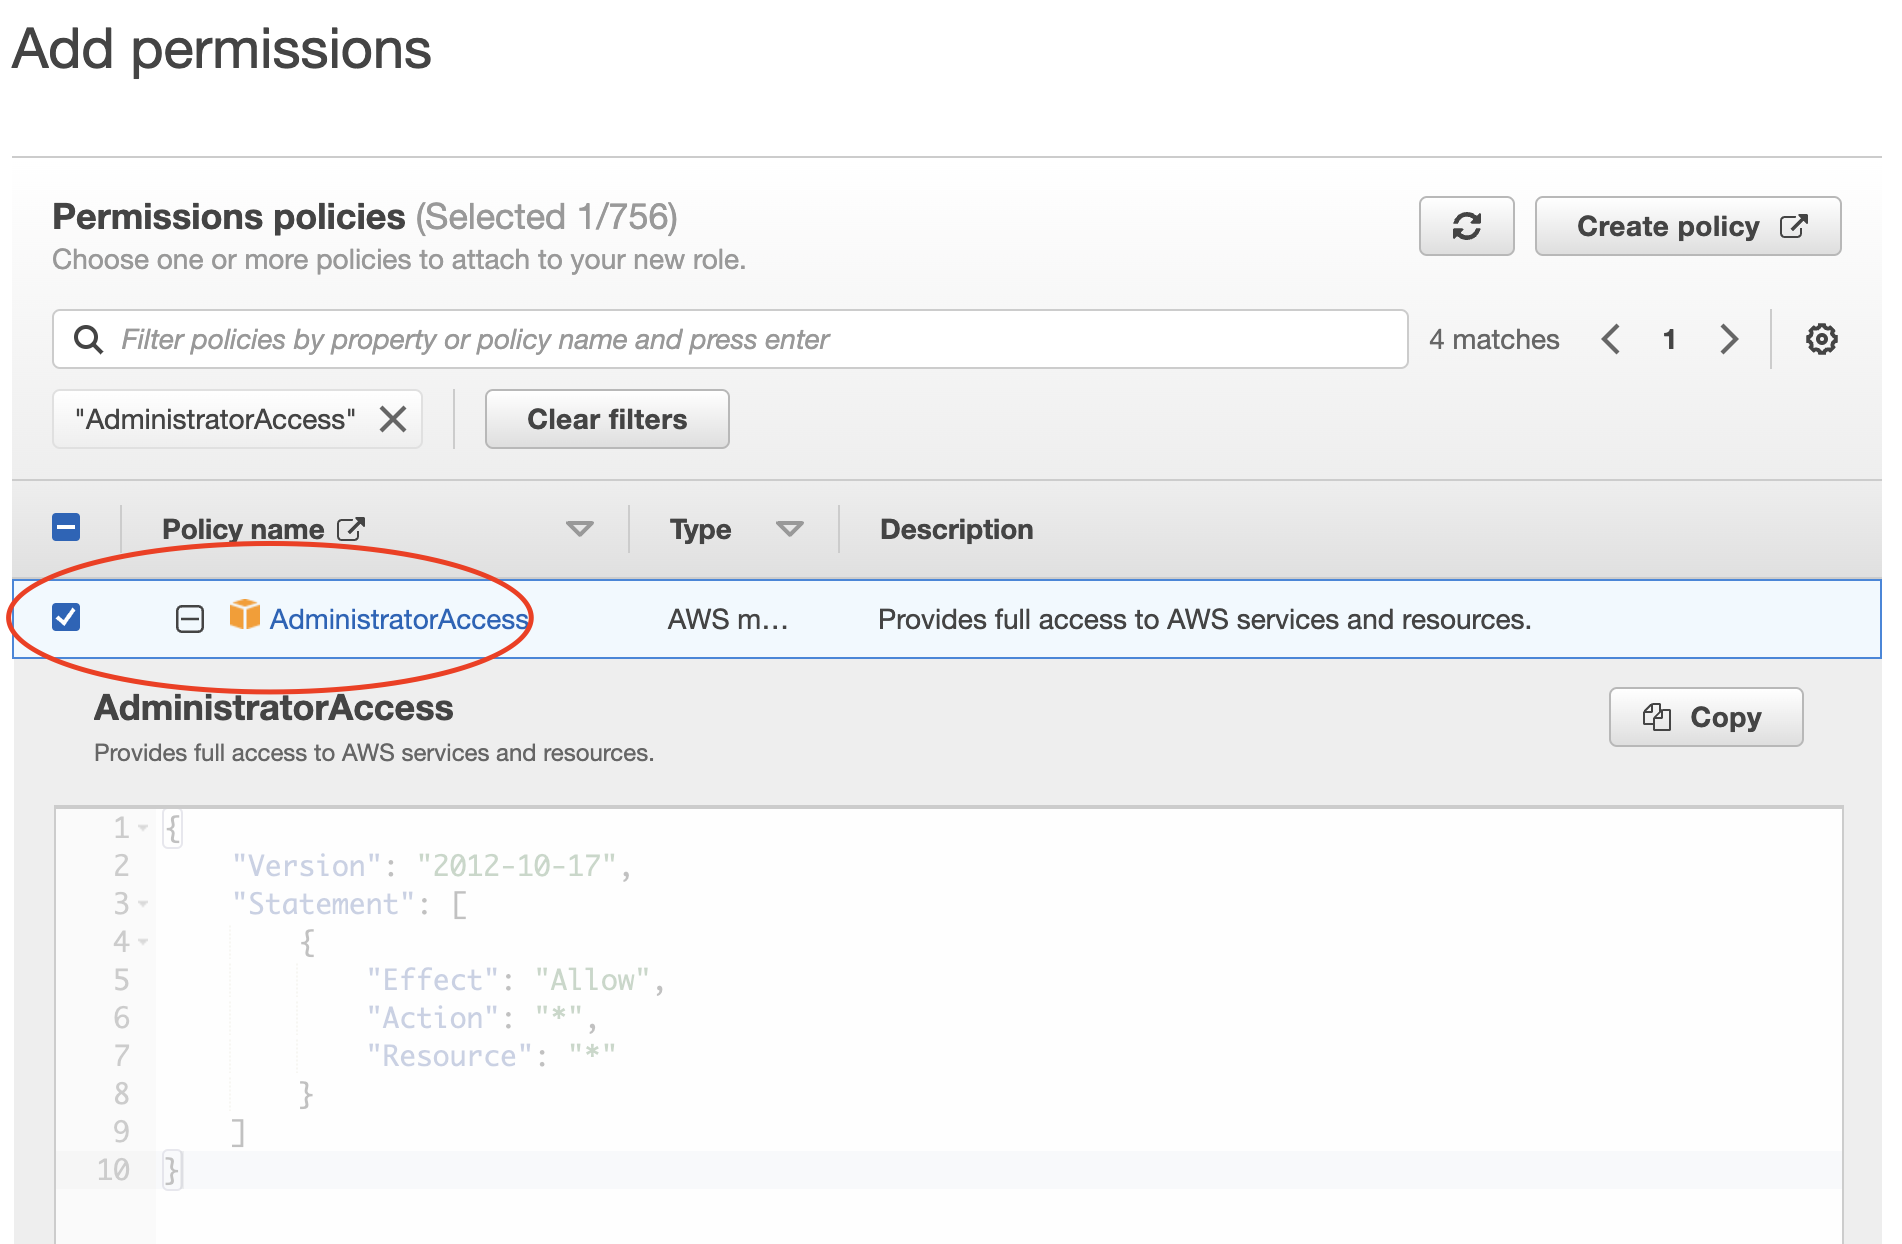 Add permissions
Permissions policies (Selected 1/756)
Create policy
Choose one or more policies to attach to your new role.
Filter policies by property or policy name and press enter
4 matches
1
"AdministratorAccess"
Clear filters
Policy name
Type
Description
AdministratorAccess
AWS m…
Provides full access to AWS services and resources.
AdministratorAccess
Copy
Provides full access to AWS services and resources.
1 {
2     "Version": "2012-10-17",
3     "Statement": [
4         {
5             "Effect": "Allow",
6             "Action": "*",
7             "Resource": "*"
8         }
9     ]
10 }